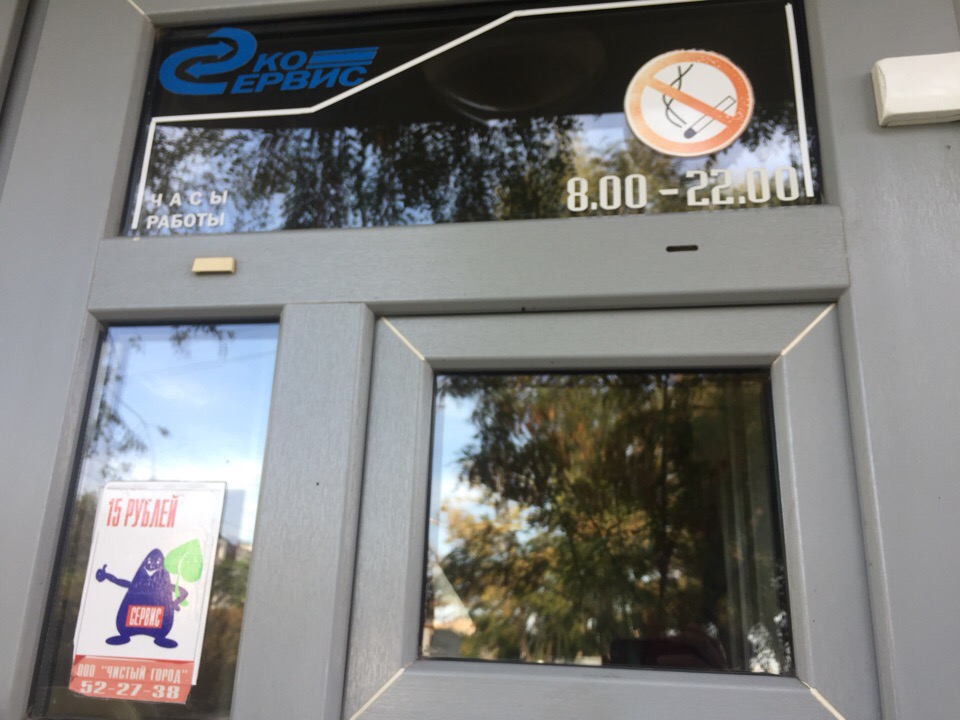 ЭКО
СЕРВИС
ЧАСЫ
РАБОТЫ
8.00 - 22.00
15 РУБЛЕЙ
СЕРВИС
ООО "ЧИСТЫЙ ГОРОД"
52-27-38